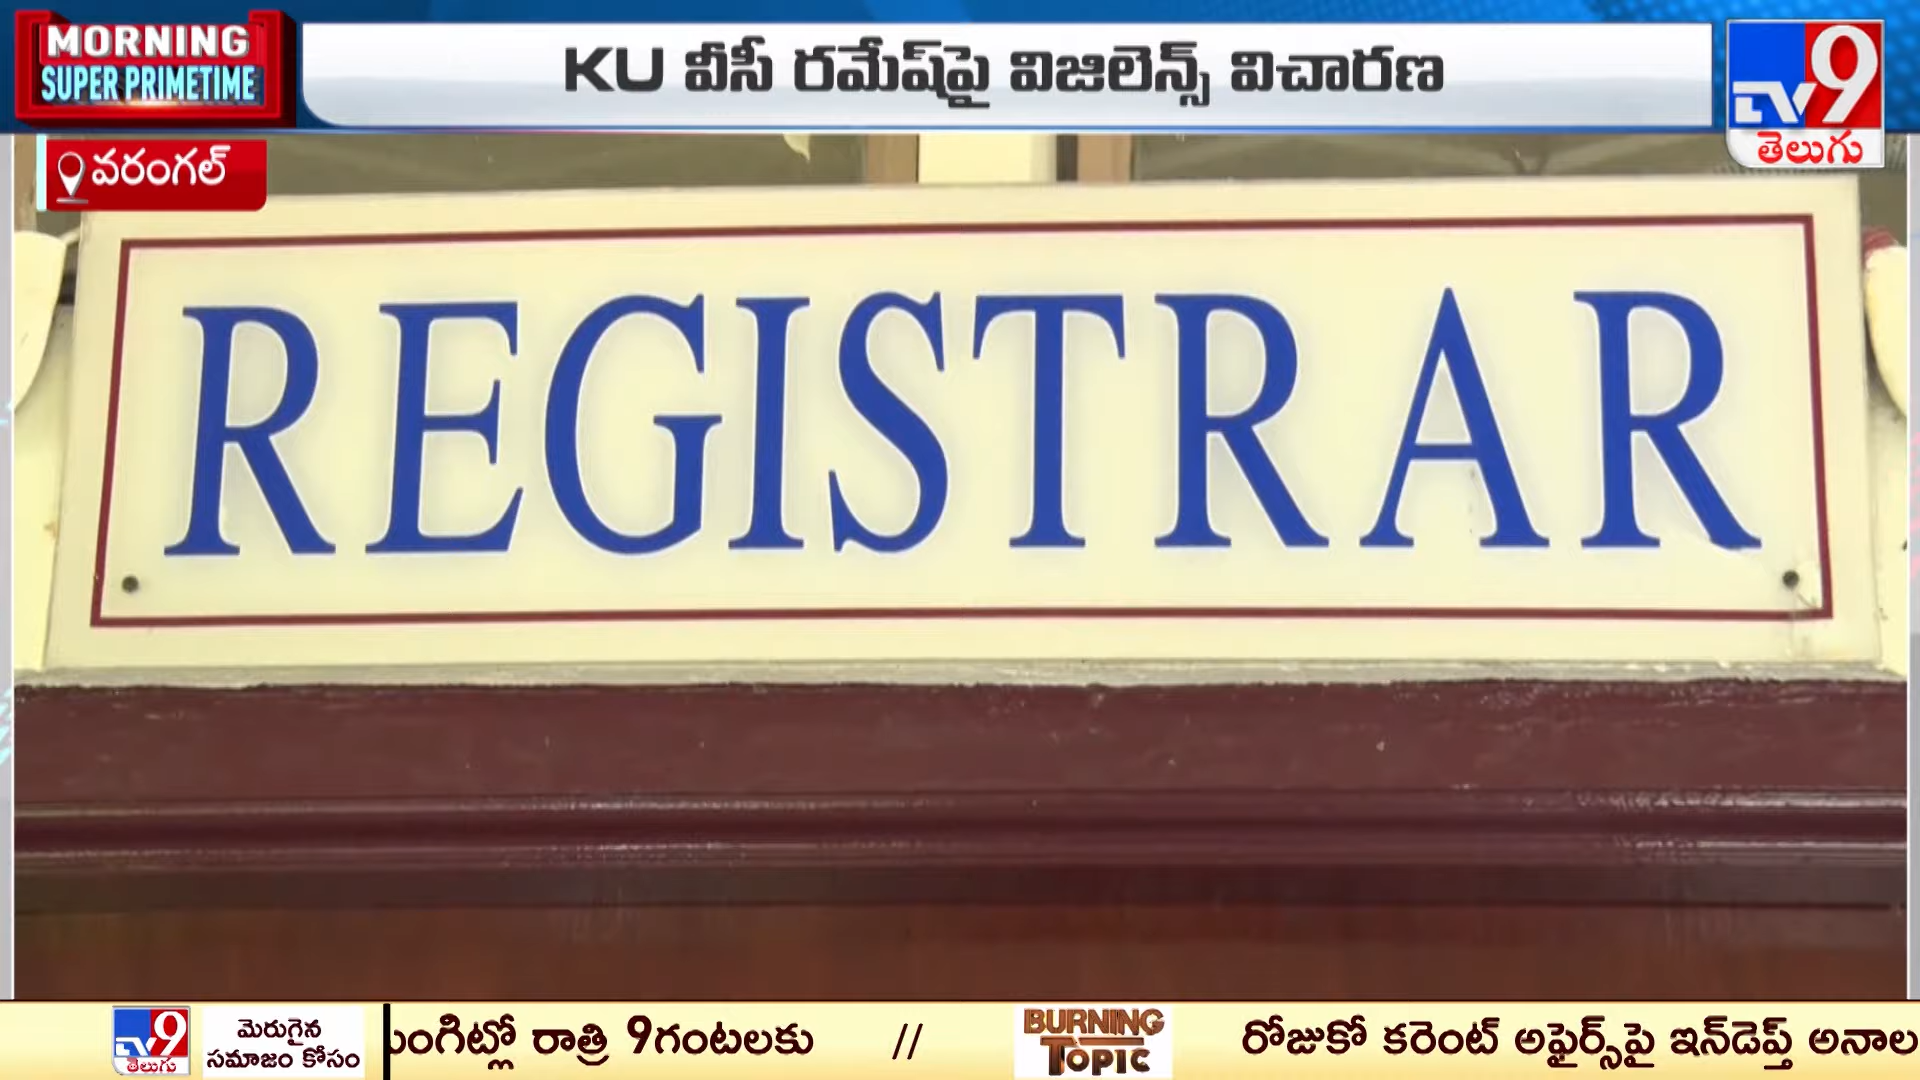 MORNING
SUPER PRIMETIME
KU వీసీ రమేష్‌పై విజిలెన్స్ విచారణ
TV9
తెలుగు
వరంగల్
REGISTRAR
TV9
తెలుగు
మెరుగైన
సమాజం కోసం
రాత్రి 9గంటలకు // BURNING TOPIC రోజుకో కరెంట్ అఫైర్స్‌పై ఇన్‌డెప్త్